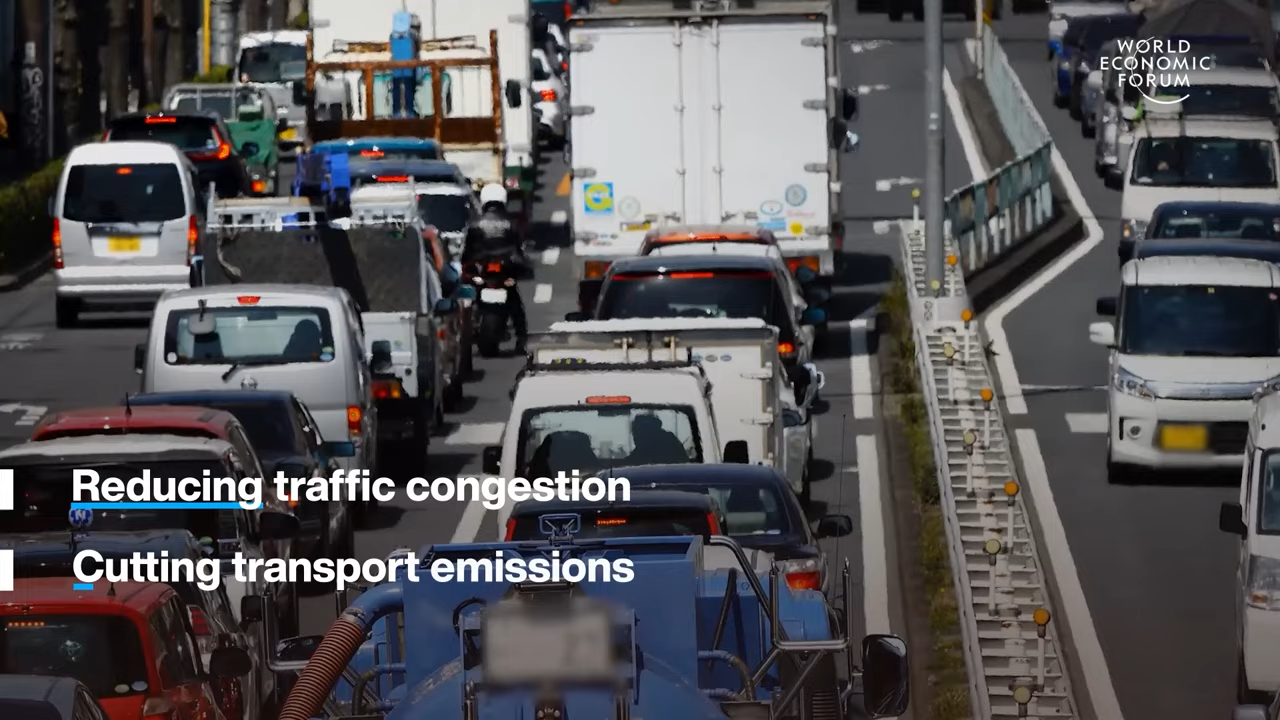 WORLD
ECONOMIC
FORUM
Reducing traffic congestion
Cutting transport emissions